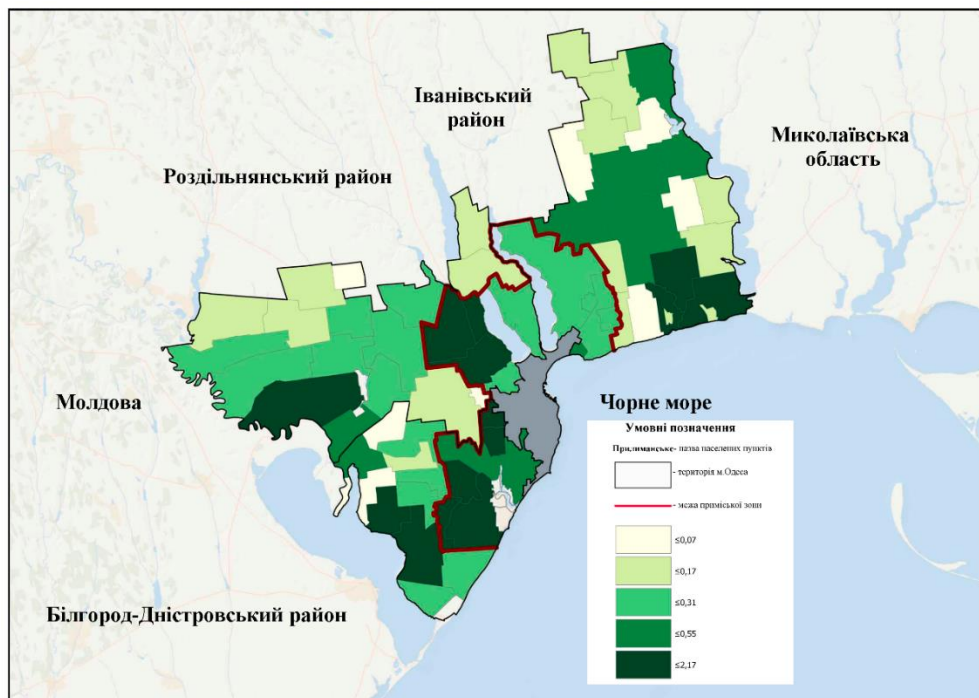 Іванівський
район
Миколаївська
область
Роздільнянський район
Молдова
Чорне море
Умовні позначення
Прилиманське- назва населених пунктів
- територія м.Одеса
- межа приміської зони
≤0,07
≤0,17
≤0,31
≤0,55
≤2,17
Білгород-Дністровський район